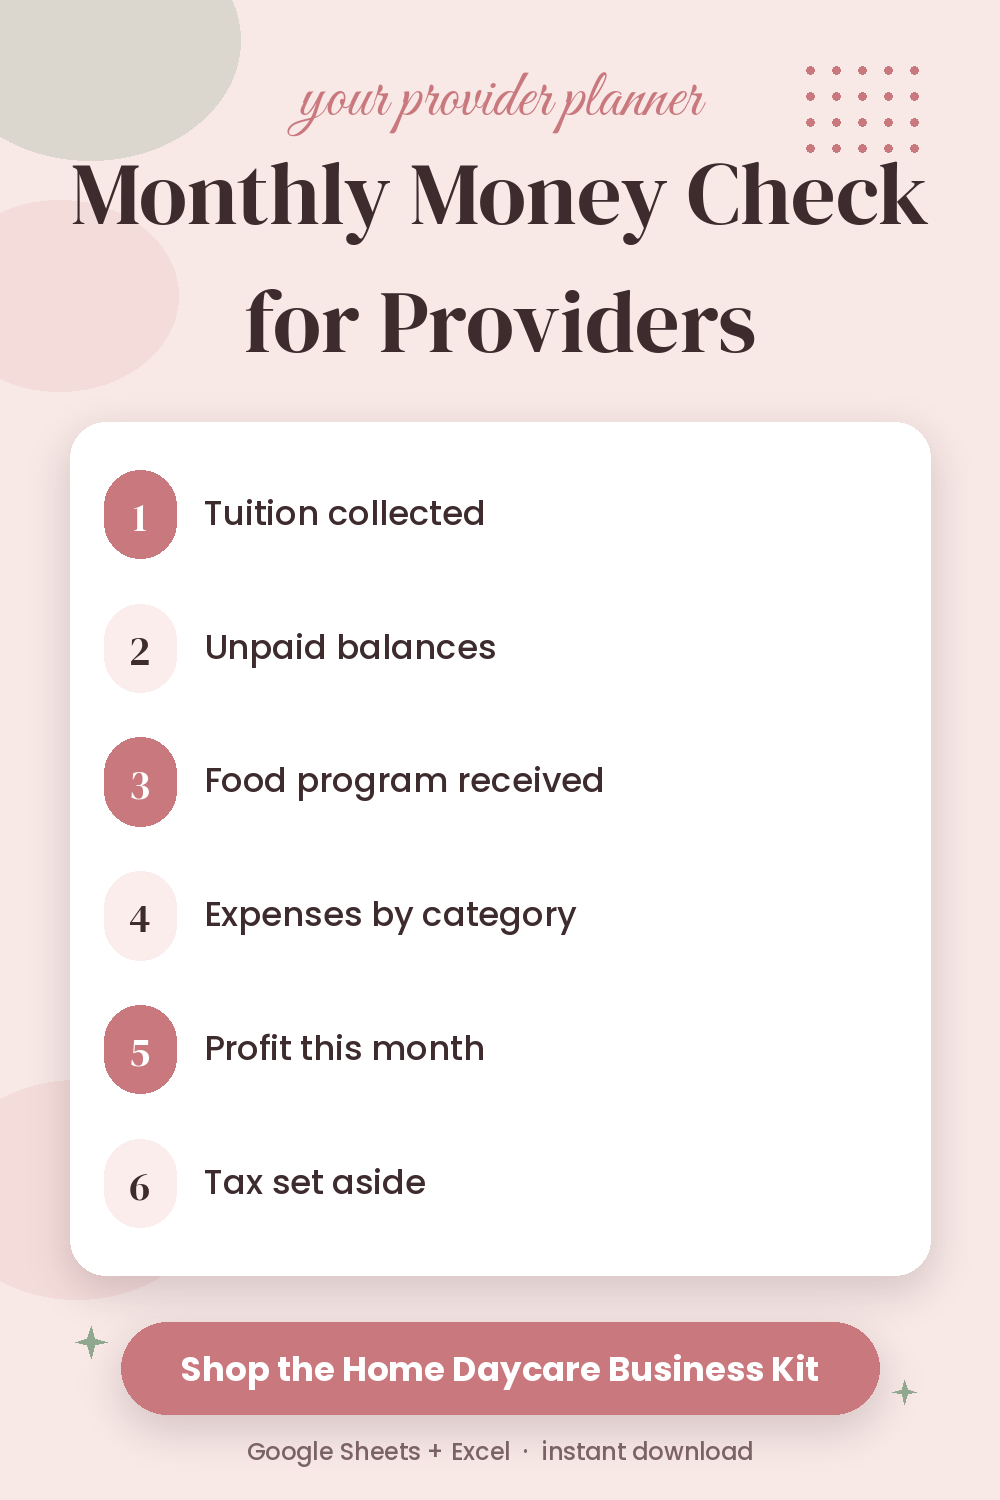 your provider planner
Monthly Money Check
for Providers
1 Tuition collected
2 Unpaid balances
3 Food program received
4 Expenses by category
5 Profit this month
6 Tax set aside
Shop the Home Daycare Business Kit
Google Sheets + Excel · instant download